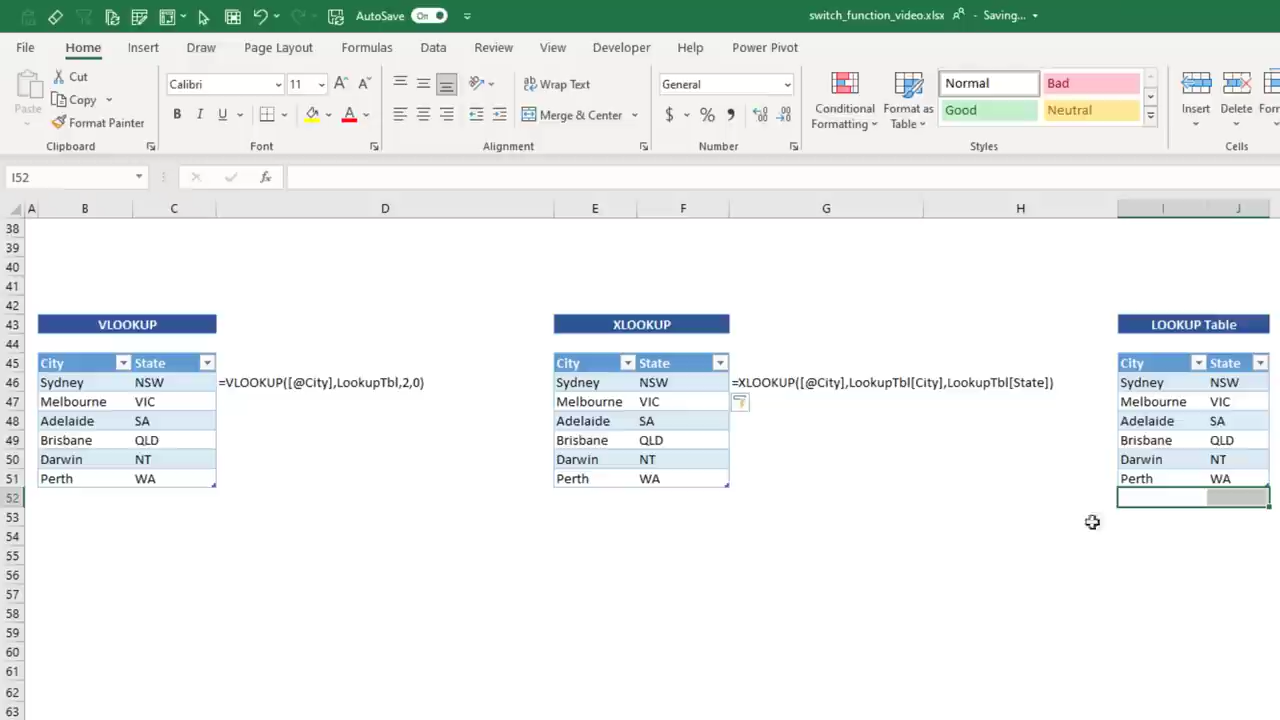 AutoSave On
switch_function_video.xlsx Saving...
File Home Insert Draw Page Layout Formulas Data Review View Developer Help Power Pivot
Paste
Cut
Copy
Format Painter
Clipboard
Calibri 11
B I U
Font
Wrap Text
Merge & Center
Alignment
General
$ % ,
Number
Conditional Formatting
Format as Table
Normal Bad
Good Neutral
Styles
Insert Delete
Cells
I52 fx
A B C D E F G H I J
38
39
40
41
42
43 VLOOKUP XLOOKUP LOOKUP Table
44
45 City State City State City State
46 Sydney NSW =VLOOKUP([@City],LookupTbl,2,0) Sydney NSW =XLOOKUP([@City],LookupTbl[City],LookupTbl[State]) Sydney NSW
47 Melbourne VIC Melbourne VIC Melbourne VIC
48 Adelaide SA Adelaide SA Adelaide SA
49 Brisbane QLD Brisbane QLD Brisbane QLD
50 Darwin NT Darwin NT Darwin NT
51 Perth WA Perth WA Perth WA
52
53
54
55
56
57
58
59
60
61
62
63